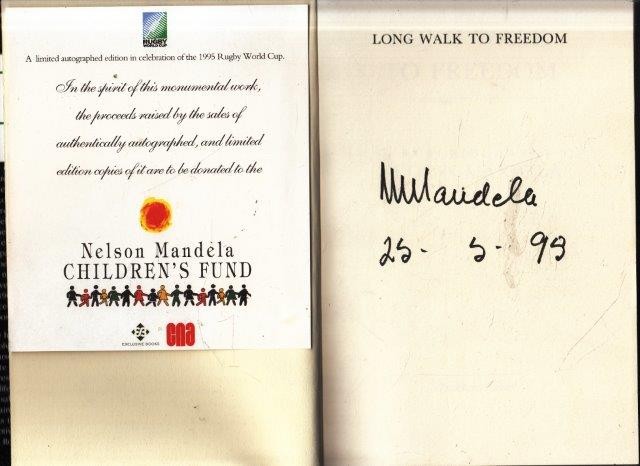 RUGBY
WORLD CUP
A limited autographed edition in celebration of the 1995 Rugby World Cup.
In the spirit of this monumental work,
the proceeds raised by the sales of
authentically autographed, and limited
edition copies of it are to be donated to the
Nelson Mandela
CHILDREN'S FUND
EXCLUSIVE BOOKS
cna
LONG WALK TO FREEDOM
TO FREEDOM
NMandela
25- 5- 95